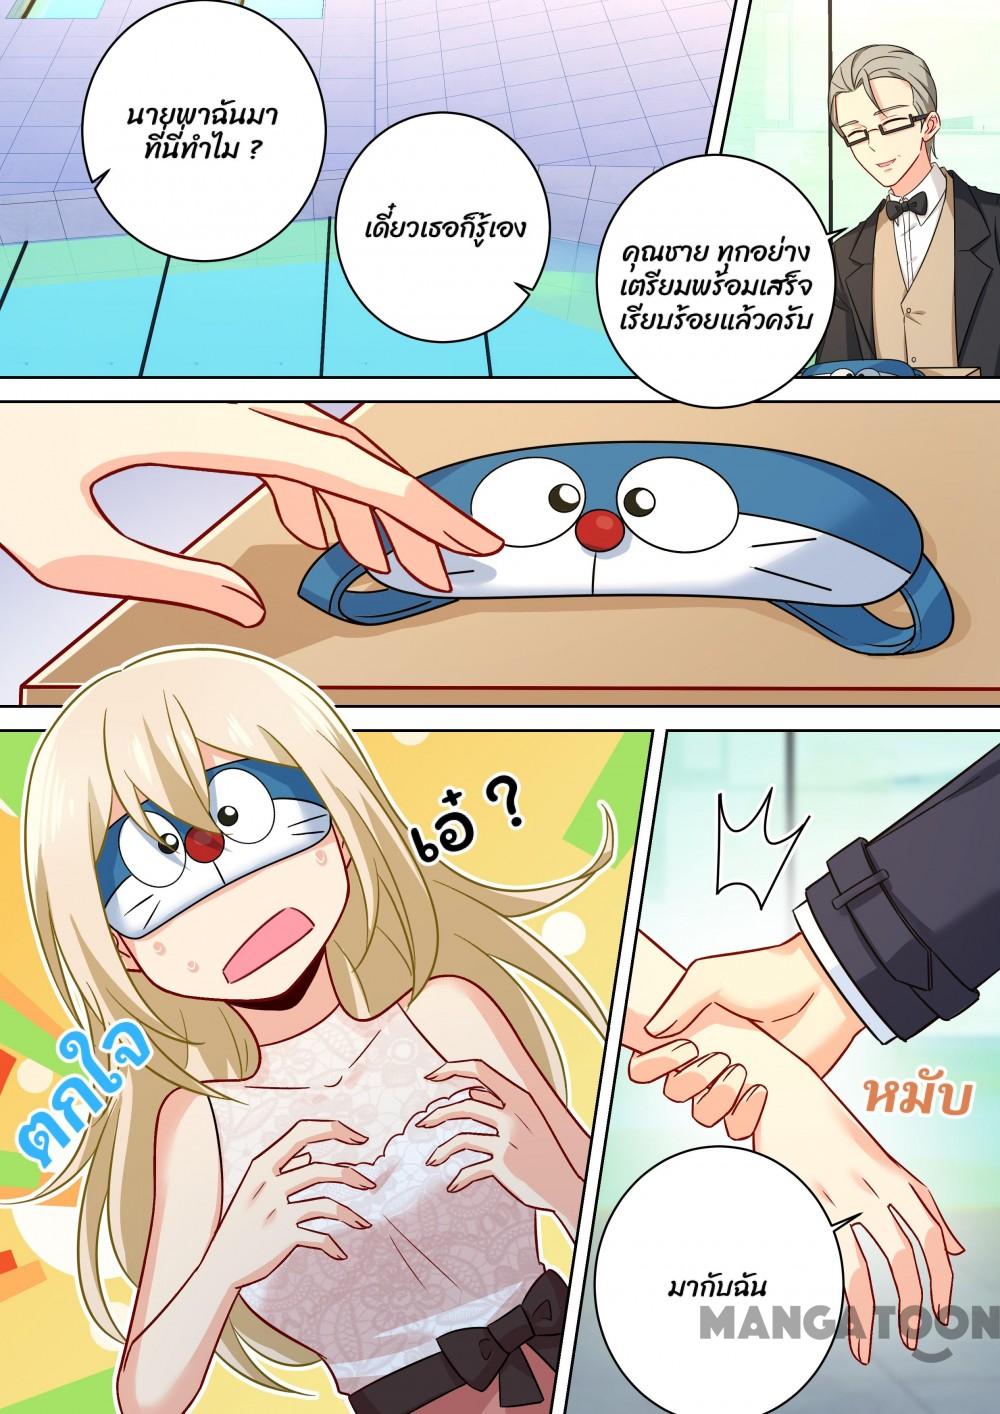 นายพาฉันมา
ที่นี่ทำไม ?
เดี๋ยวเธอก็รู้เอง
คุณชาย ทุกอย่าง
เตรียมพร้อมเสร็จ
เรียบร้อยแล้วครับ
เอ๋ ?
ตกใจ
หมับ
มากับฉัน
MANGATOON